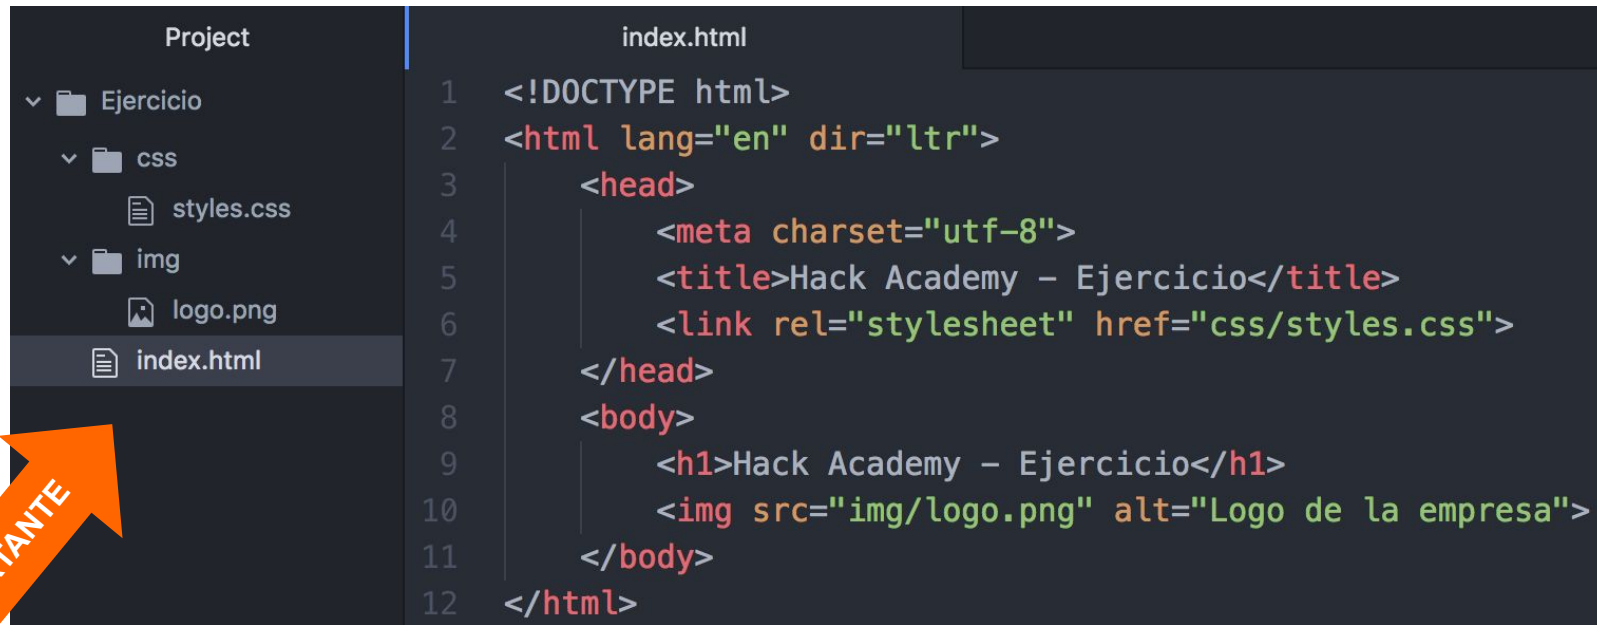 Project
Ejercicio
css
styles.css
img
logo.png
index.html
index.html
1 <!DOCTYPE html>
2 <html lang="en" dir="ltr">
3 <head>
4 <meta charset="utf-8">
5 <title>Hack Academy – Ejercicio</title>
6 <link rel="stylesheet" href="css/styles.css">
7 </head>
8 <body>
9 <h1>Hack Academy – Ejercicio</h1>
10 <img src="img/logo.png" alt="Logo de la empresa">
11 </body>
12 </html>